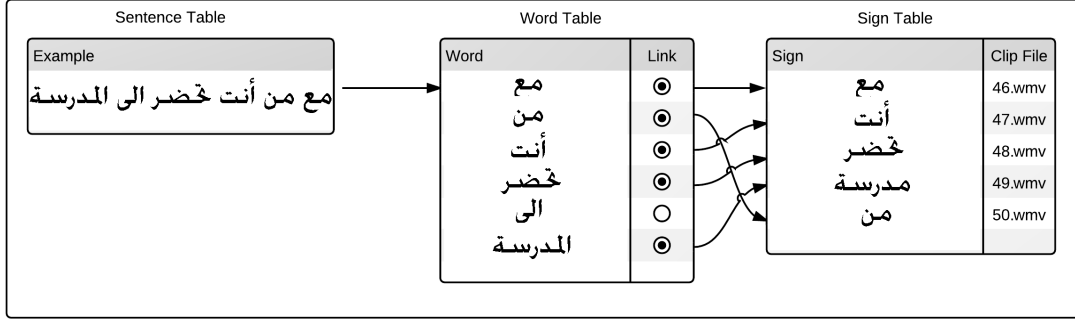 Sentence Table
Example
مع من أنت تحضر الى المدرسة
Word Table
Word Link
مع
من
أنت
تحضر
الى
المدرسة
Sign Table
Sign Clip File
مع 46.wmv
أنت 47.wmv
تحضر 48.wmv
مدرسة 49.wmv
من 50.wmv